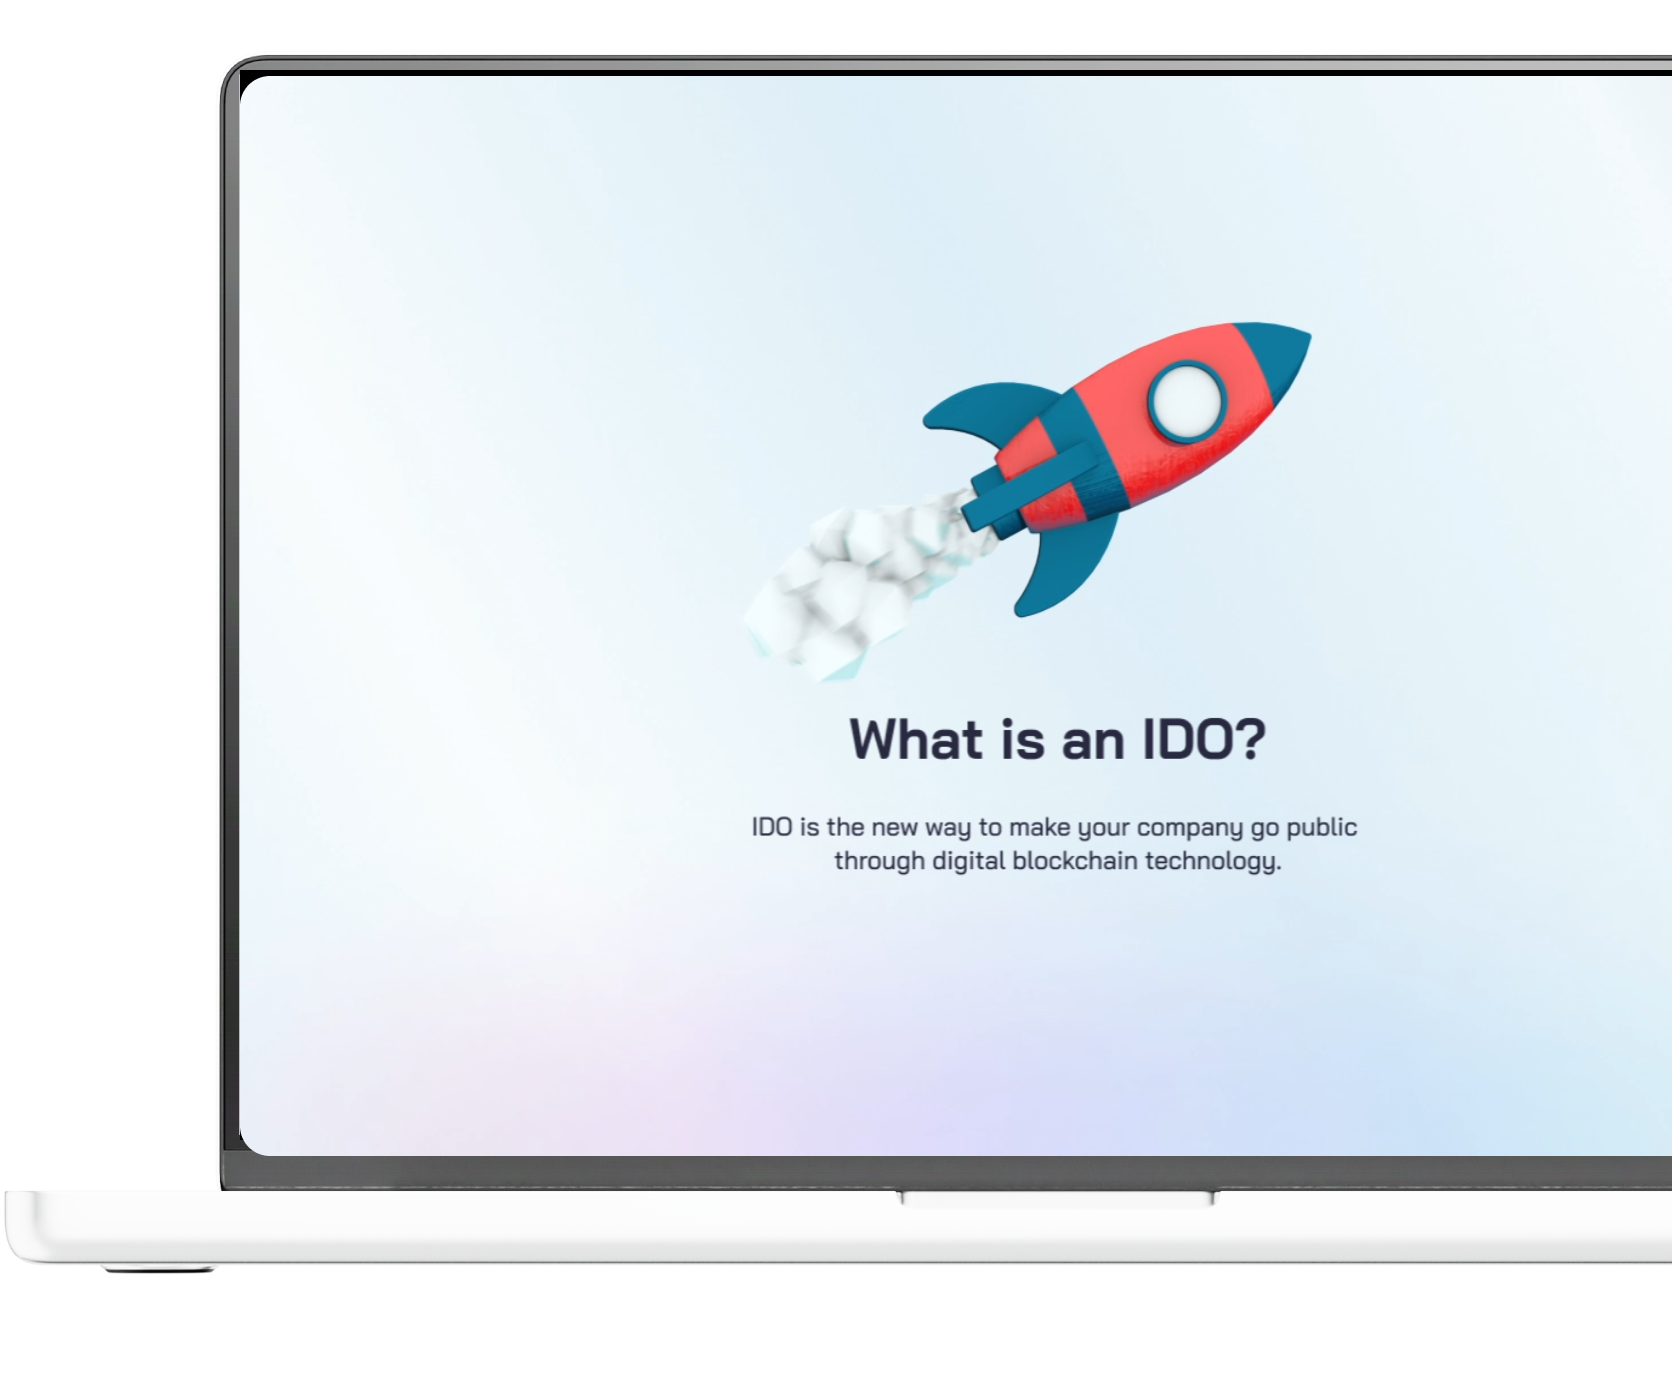 What is an IDO?
IDO is the new way to make your company go public
through digital blockchain technology.